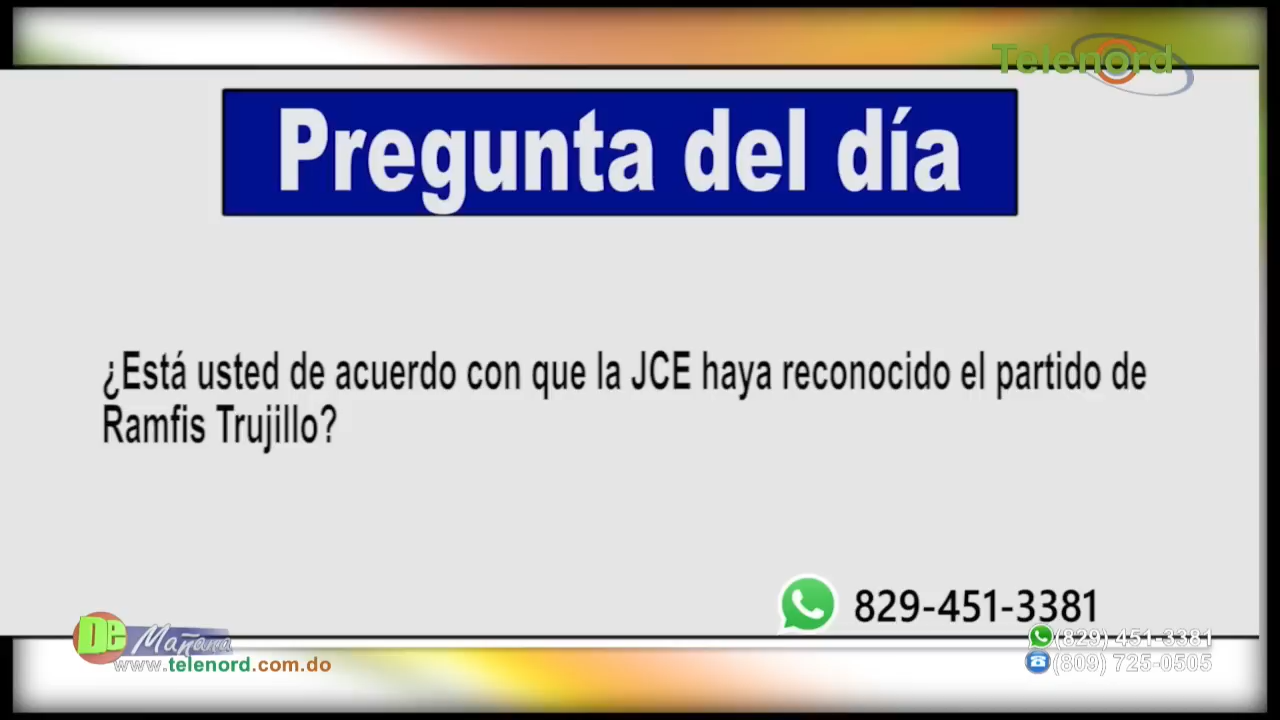 Telenord
Pregunta del día
¿Está usted de acuerdo con que la JCE haya reconocido el partido de
Ramfis Trujillo?
829-451-3381
De Mañana
www.telenord.com.do
(829) 451-3381
(809) 725-0505